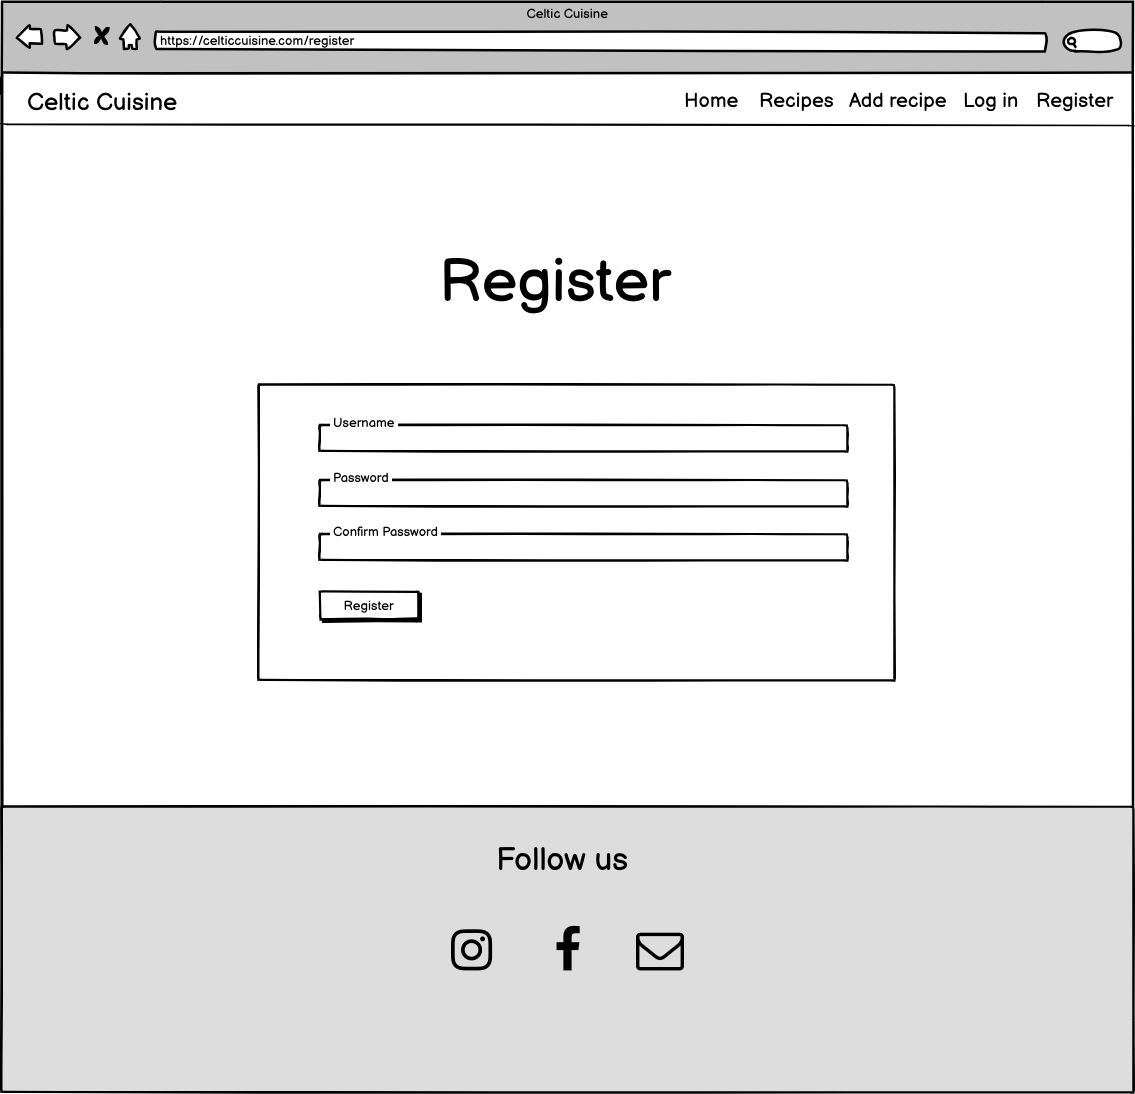 Celtic Cuisine
https://celticcuisine.com/register
Celtic Cuisine Home Recipes Add recipe Log in Register
Register
Username
Password
Confirm Password
Register
Follow us